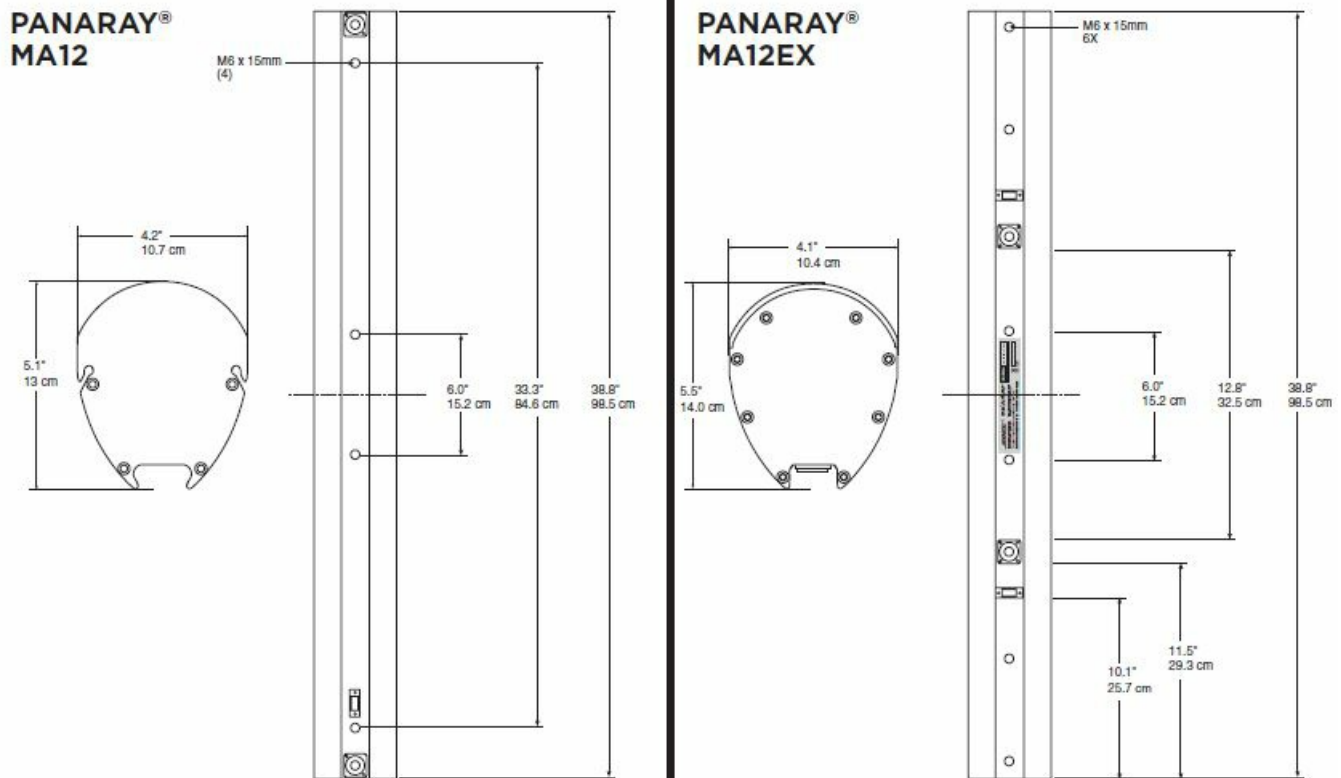 PANARAY®
MA12
M6 x 15mm
(4)
4.2"
10.7 cm
5.1"
13 cm
6.0"
15.2 cm
33.3"
84.6 cm
38.8"
98.5 cm
PANARAY®
MA12EX
M6 x 15mm
6X
4.1"
10.4 cm
5.5"
14.0 cm
6.0"
15.2 cm
12.8"
32.5 cm
38.8"
98.5 cm
11.5"
29.3 cm
10.1"
25.7 cm